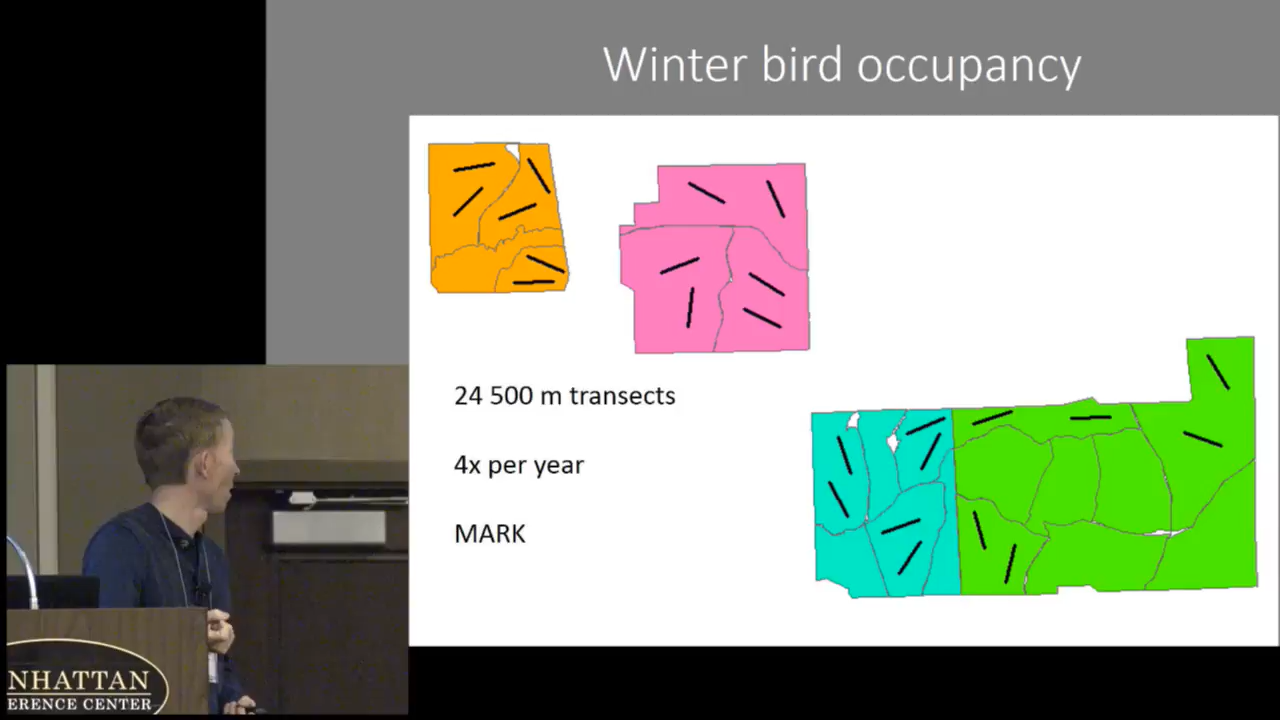 Winter bird occupancy
24 500 m transects
4x per year
MARK
NHATTAN
ERENCE CENTER